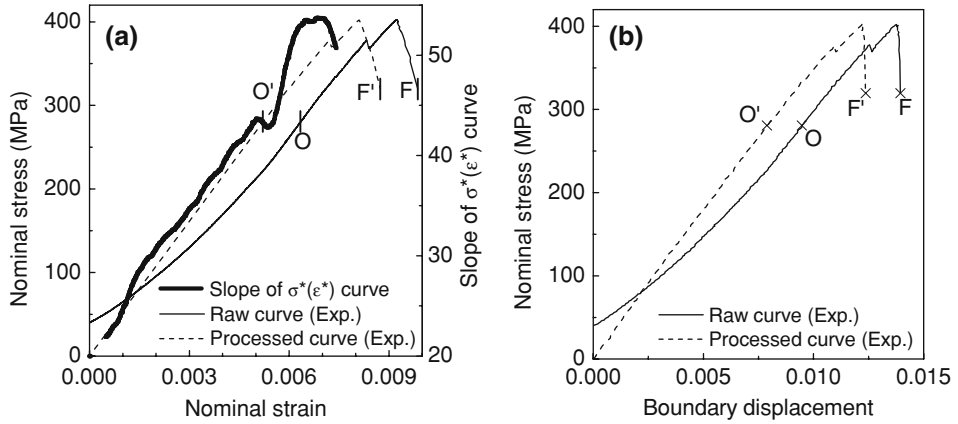 (a)
Nominal stress (MPa)
400
300
200
100
0
O'
O
F'
F
50
40
30
20
Slope of σ*(ε*) curve
Slope of σ*(ε*) curve
Raw curve (Exp.)
Processed curve (Exp.)
0.000 0.003 0.006 0.009
Nominal strain
(b)
Nominal stress (MPa)
400
300
200
100
0
O'
O
F'
F
Raw curve (Exp.)
Processed curve (Exp.)
0.000 0.005 0.010 0.015
Boundary displacement